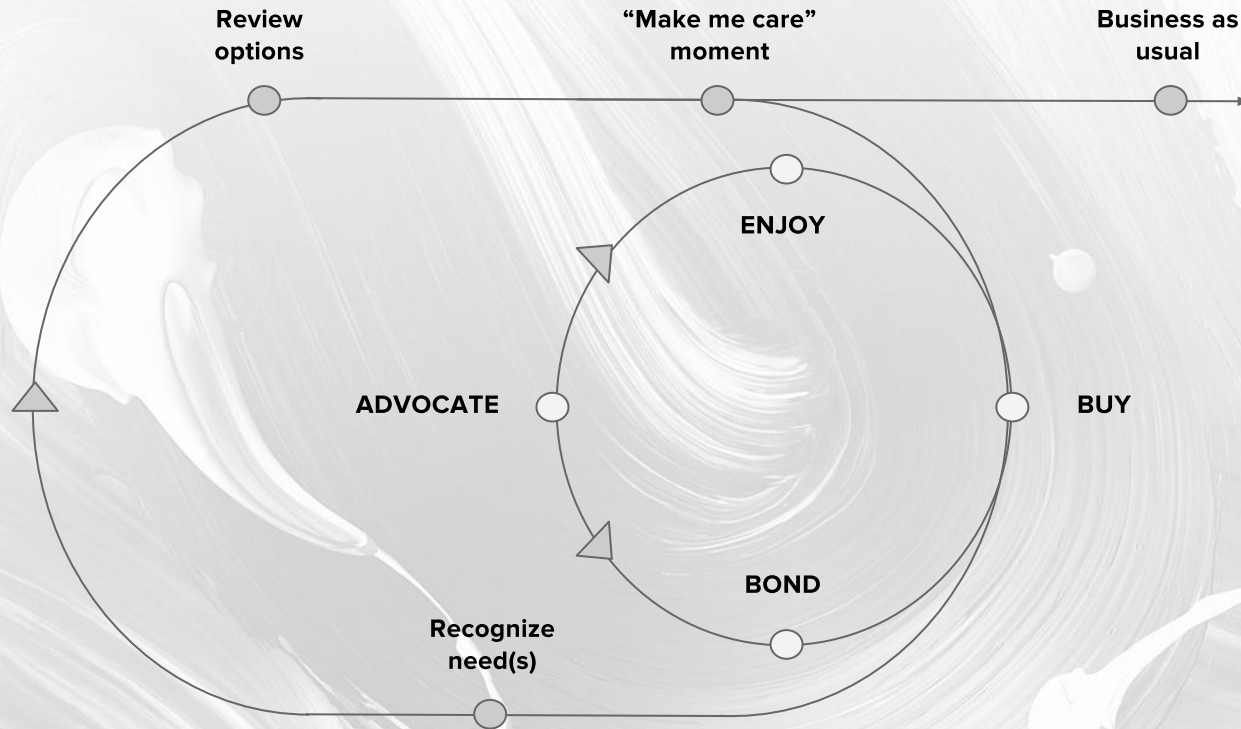 Review
options
“Make me care”
moment
Business as
usual
ENJOY
ADVOCATE
BUY
BOND
Recognize
need(s)